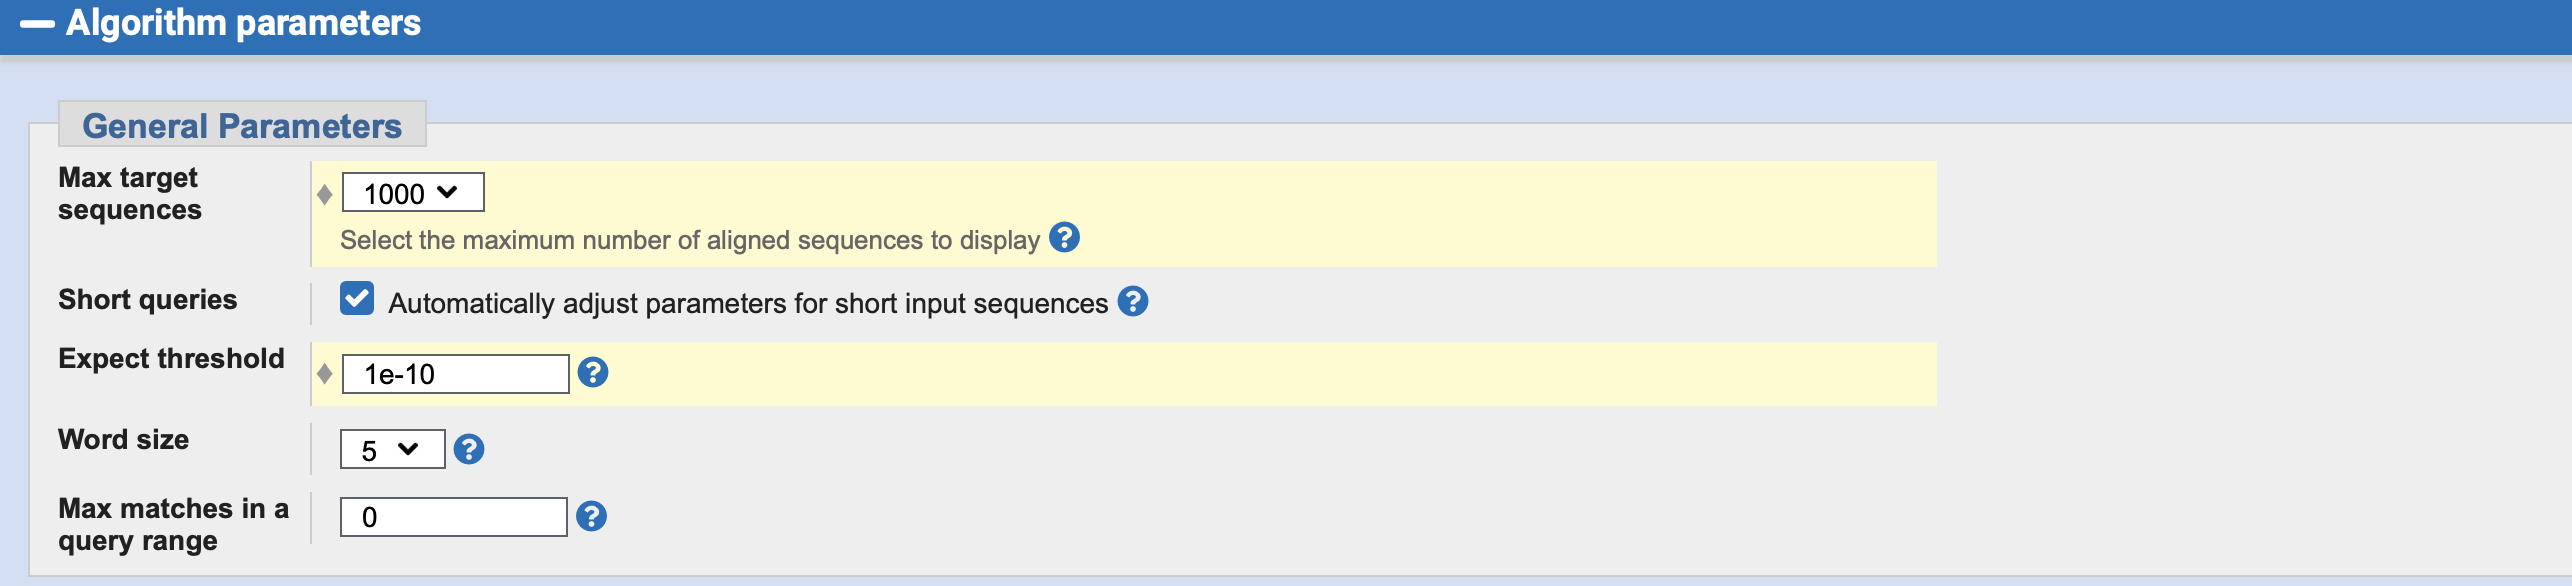 Algorithm parameters
General Parameters
Max target
sequences
1000
Select the maximum number of aligned sequences to display ?
Short queries
Automatically adjust parameters for short input sequences ?
Expect threshold
1e-10 ?
Word size
5 ?
Max matches in a
query range
0 ?